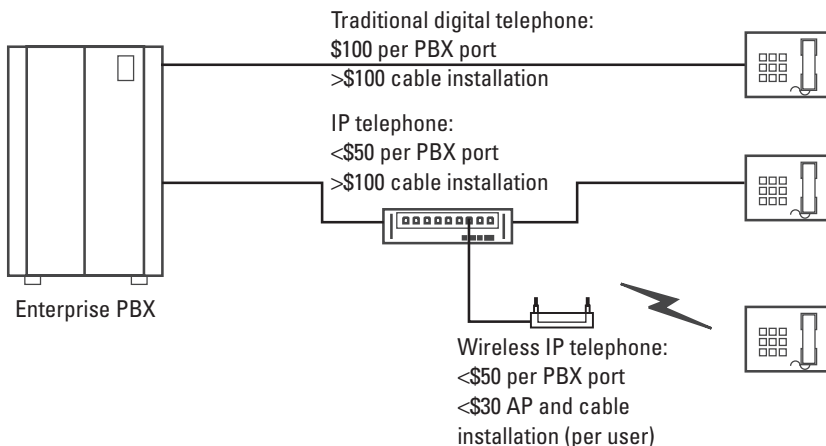 Traditional digital telephone:
$100 per PBX port
>$100 cable installation
IP telephone:
<$50 per PBX port
>$100 cable installation
Enterprise PBX
Wireless IP telephone:
<$50 per PBX port
<$30 AP and cable
installation (per user)